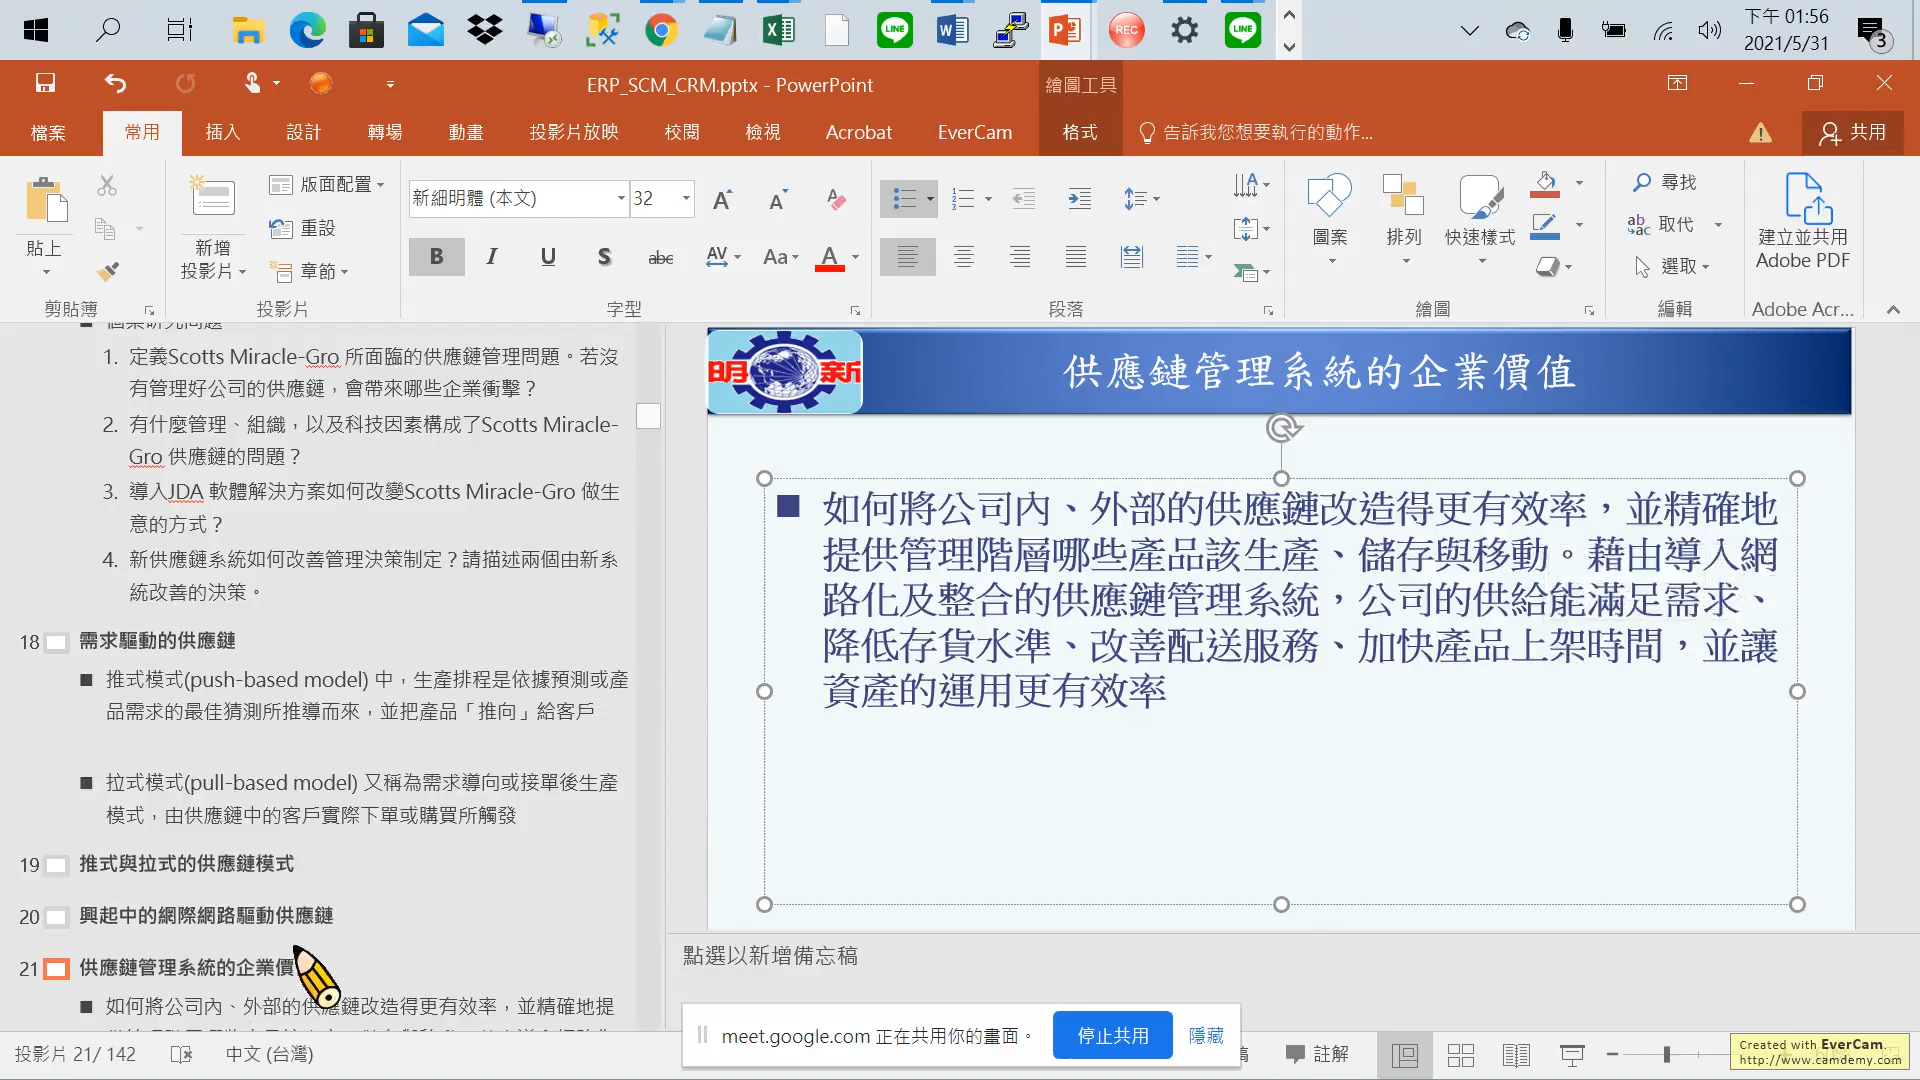 下午 01:56
2021/5/31
3
ERP_SCM_CRM.pptx - PowerPoint
繪圖工具
檔案 常用 插入 設計 轉場 動畫 投影片放映 校閱 檢視 Acrobat EverCam 格式 告訴我您想要執行的動作... 共用
貼上
剪貼簿
新增
投影片
版面配置
重設
章節
投影片
新細明體 (本文) 32
字型
段落
圖案
排列
快速樣式
繪圖
尋找
取代
選取
編輯
建立並共用
Adobe PDF
Adobe Acr...
1. 定義Scotts Miracle-Gro 所面臨的供應鏈管理問題。若沒
有管理好公司的供應鏈，會帶來哪些企業衝擊？
2. 有什麼管理、組織，以及科技因素構成了Scotts Miracle-
Gro 供應鏈的問題？
3. 導入JDA 軟體解決方案如何改變Scotts Miracle-Gro 做生
意的方式？
4. 新供應鏈系統如何改善管理決策制定？請描述兩個由新系
統改善的決策。
18 需求驅動的供應鏈
推式模式(push-based model) 中，生產排程是依據預測或產
品需求的最佳猜測所推導而來，並把產品「推向」給客戶
拉式模式(pull-based model) 又稱為需求導向或接單後生產
模式，由供應鏈中的客戶實際下單或購買所觸發
19 推式與拉式的供應鏈模式
20 興起中的網際網路驅動供應鏈
21 供應鏈管理系統的企業價
如何將公司內、外部的供應鏈改造得更有效率，並精確地提
明新
供應鏈管理系統的企業價值
如何將公司內、外部的供應鏈改造得更有效率，並精確地
提供管理階層哪些產品該生產、儲存與移動。藉由導入網
路化及整合的供應鏈管理系統，公司的供給能滿足需求、
降低存貨水準、改善配送服務、加快產品上架時間，並讓
資產的運用更有效率
點選以新增備忘稿
meet.google.com 正在共用你的畫面。 停止共用 隱藏
投影片 21/ 142 中文 (台灣) 註解
Created with EverCam.
http://www.camdemy.com